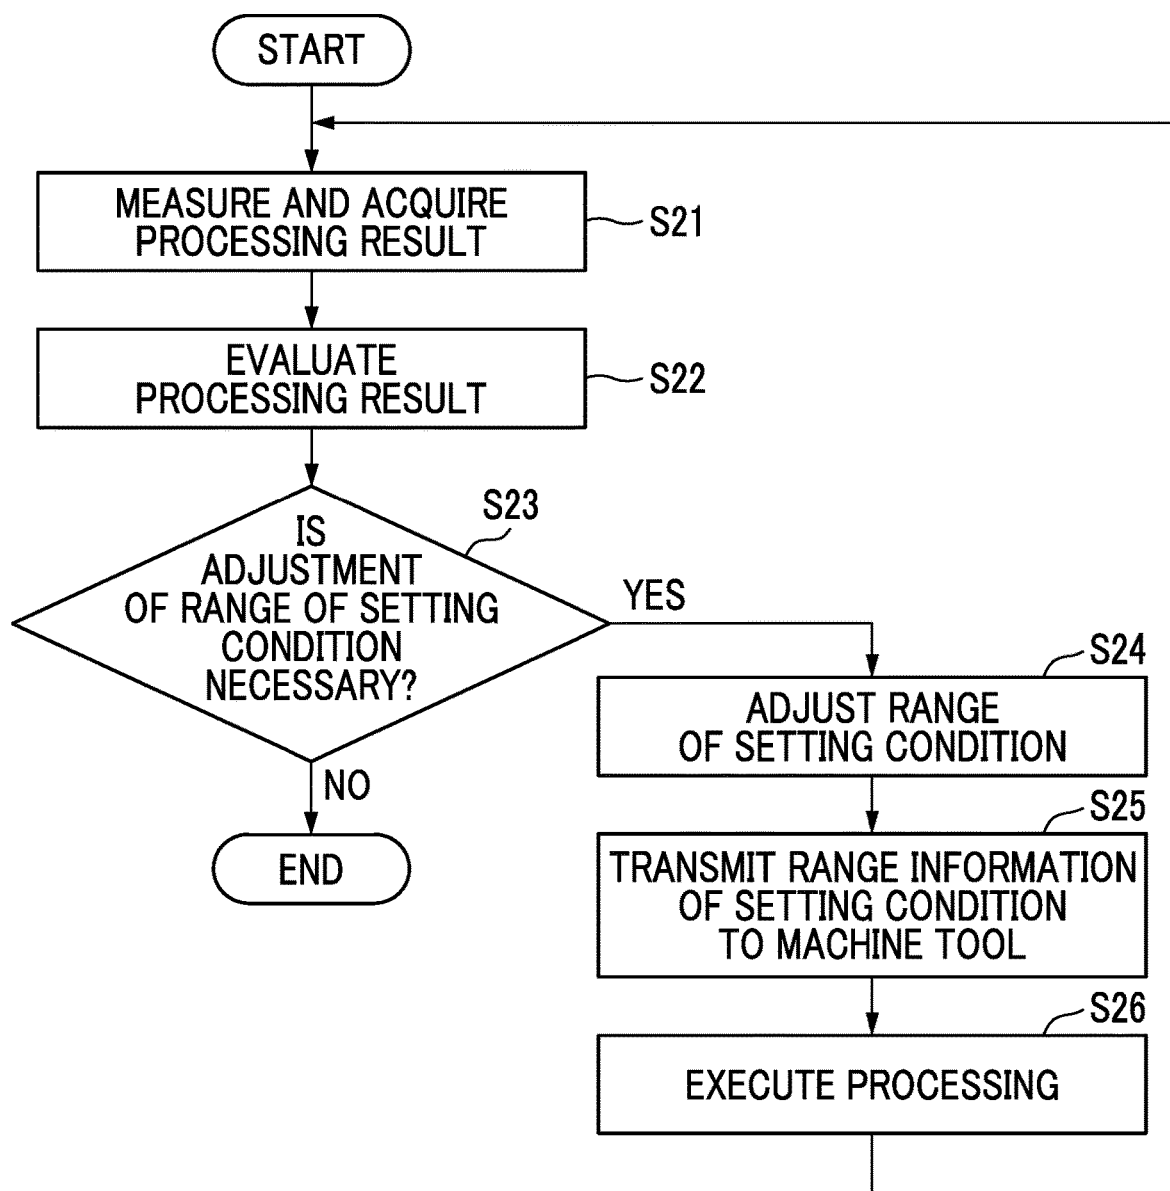 START
MEASURE AND ACQUIRE
PROCESSING RESULT
S21
EVALUATE
PROCESSING RESULT
S22
S23
IS
ADJUSTMENT
OF RANGE OF SETTING
CONDITION
NECESSARY?
YES
NO
END
S24
ADJUST RANGE
OF SETTING CONDITION
S25
TRANSMIT RANGE INFORMATION
OF SETTING CONDITION
TO MACHINE TOOL
S26
EXECUTE PROCESSING